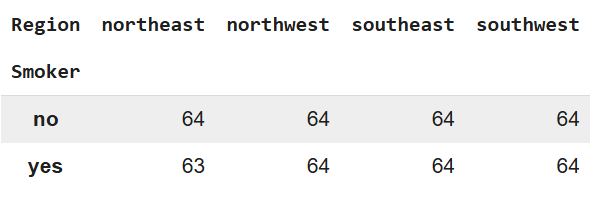 Region northeast northwest southeast southwest
Smoker
no 64 64 64 64
yes 63 64 64 64